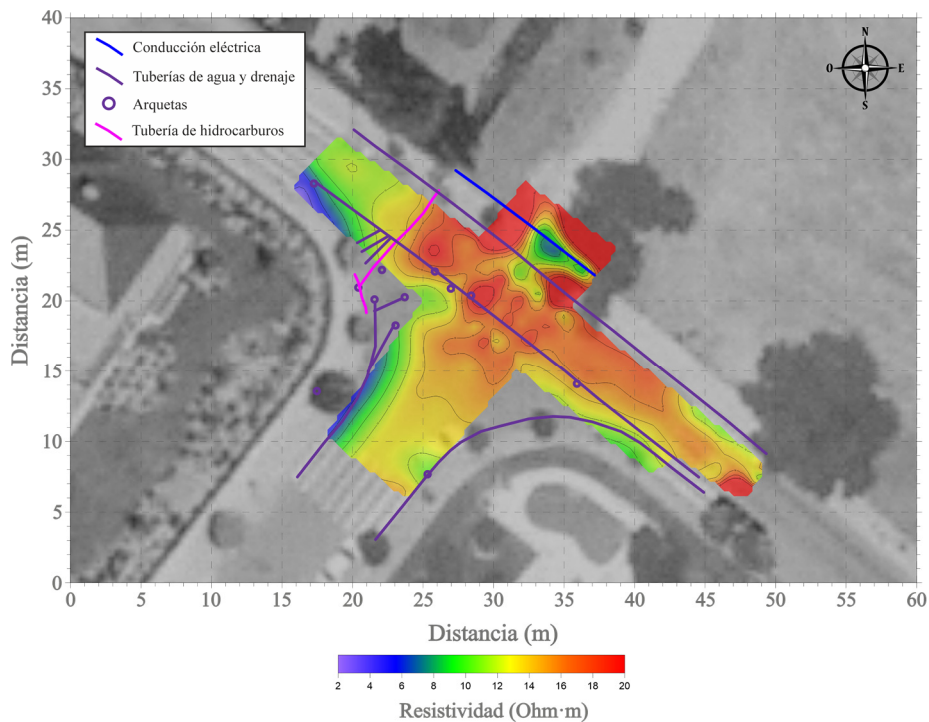 40
35
30
25
20
15
10
5
0
Distancia (m)
Conducción eléctrica
Tuberías de agua y drenaje
Arquetas
Tubería de hidrocarburos
N
O
E
S
0 5 10 15 20 25 30 35 40 45 50 55 60
Distancia (m)
2 4 6 8 10 12 14 16 18 20
Resistividad (Ohm·m)